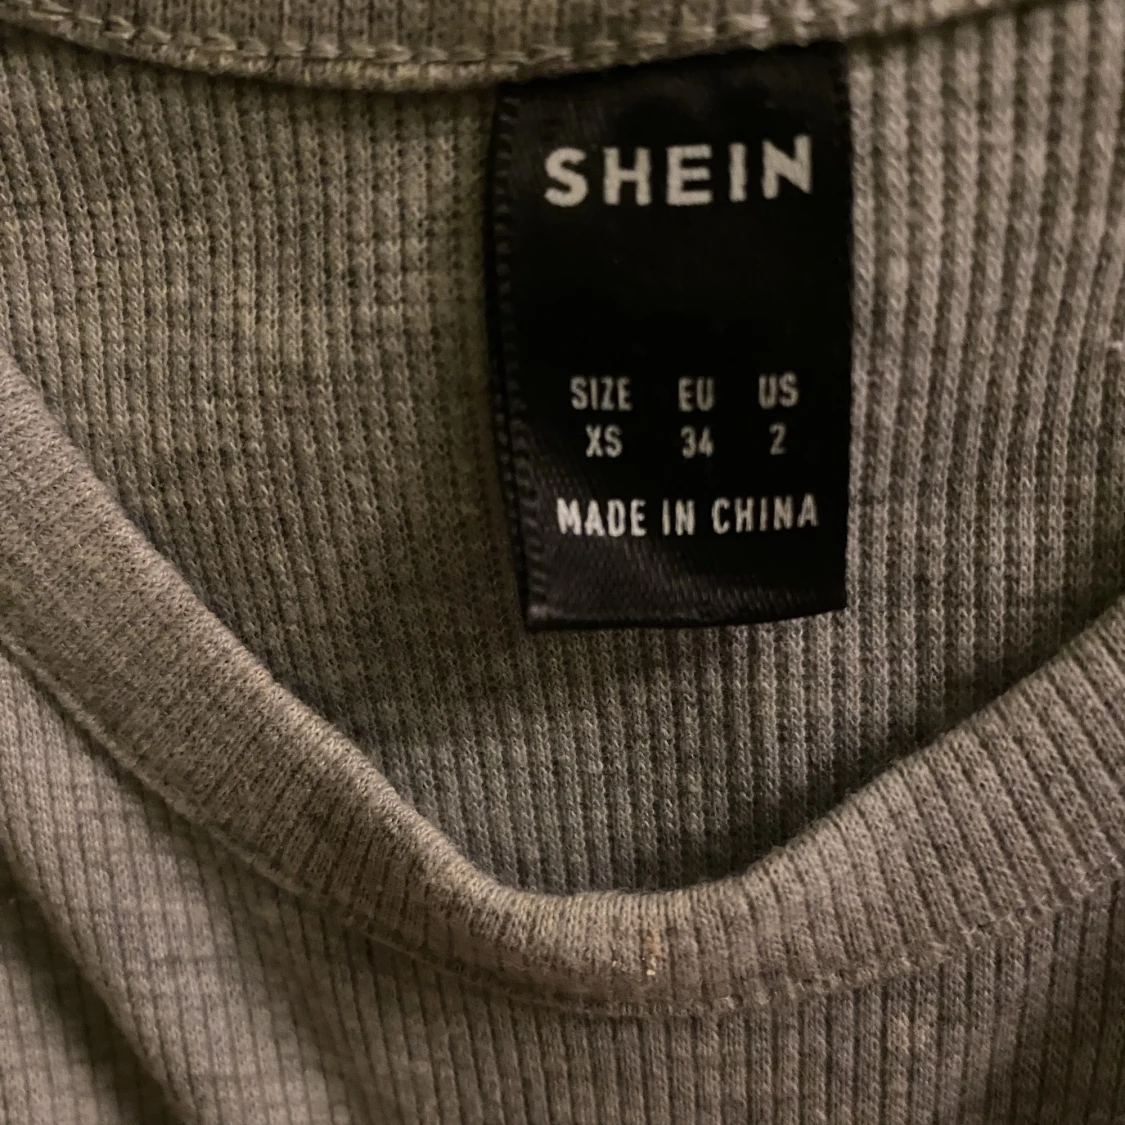 SHEIN
SIZE EU US
XS 34 2
MADE IN CHINA